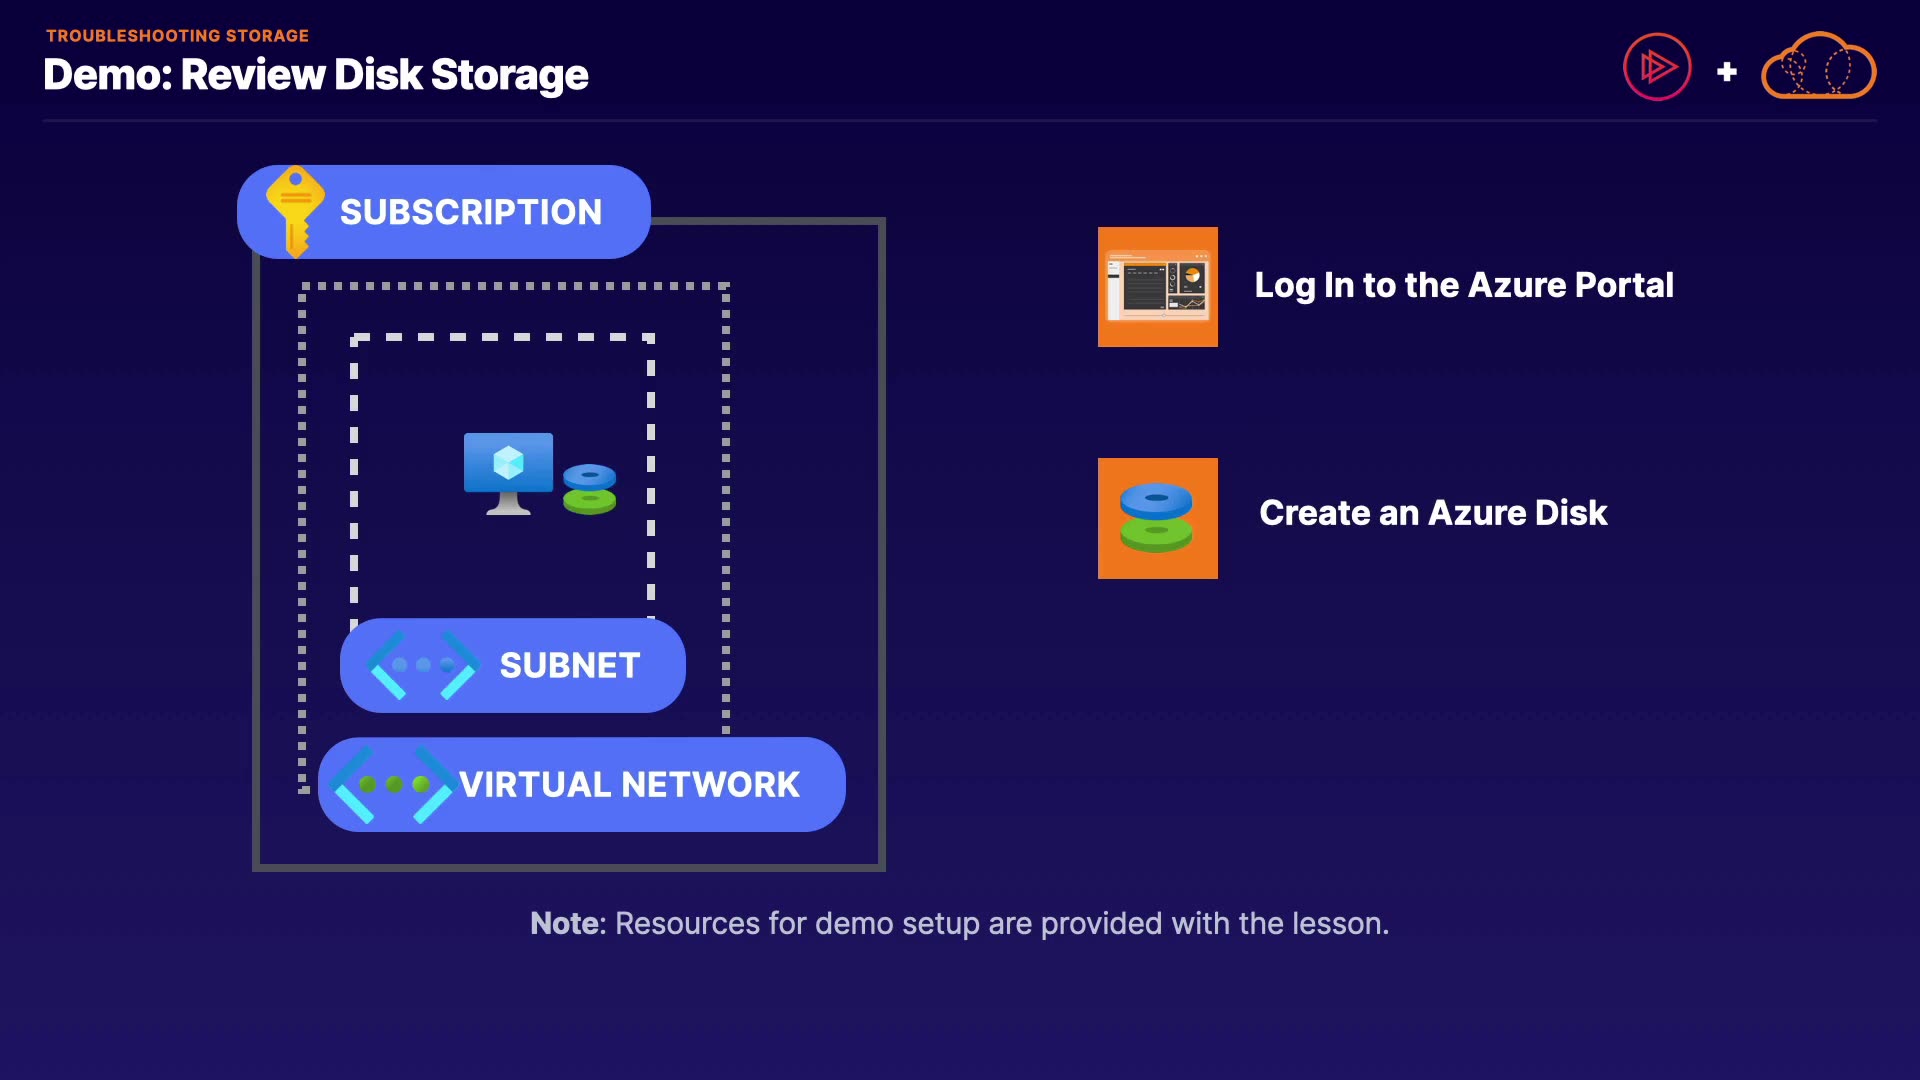 TROUBLESHOOTING STORAGE
Demo: Review Disk Storage
SUBSCRIPTION
SUBNET
VIRTUAL NETWORK
Log In to the Azure Portal
Create an Azure Disk
Note: Resources for demo setup are provided with the lesson.